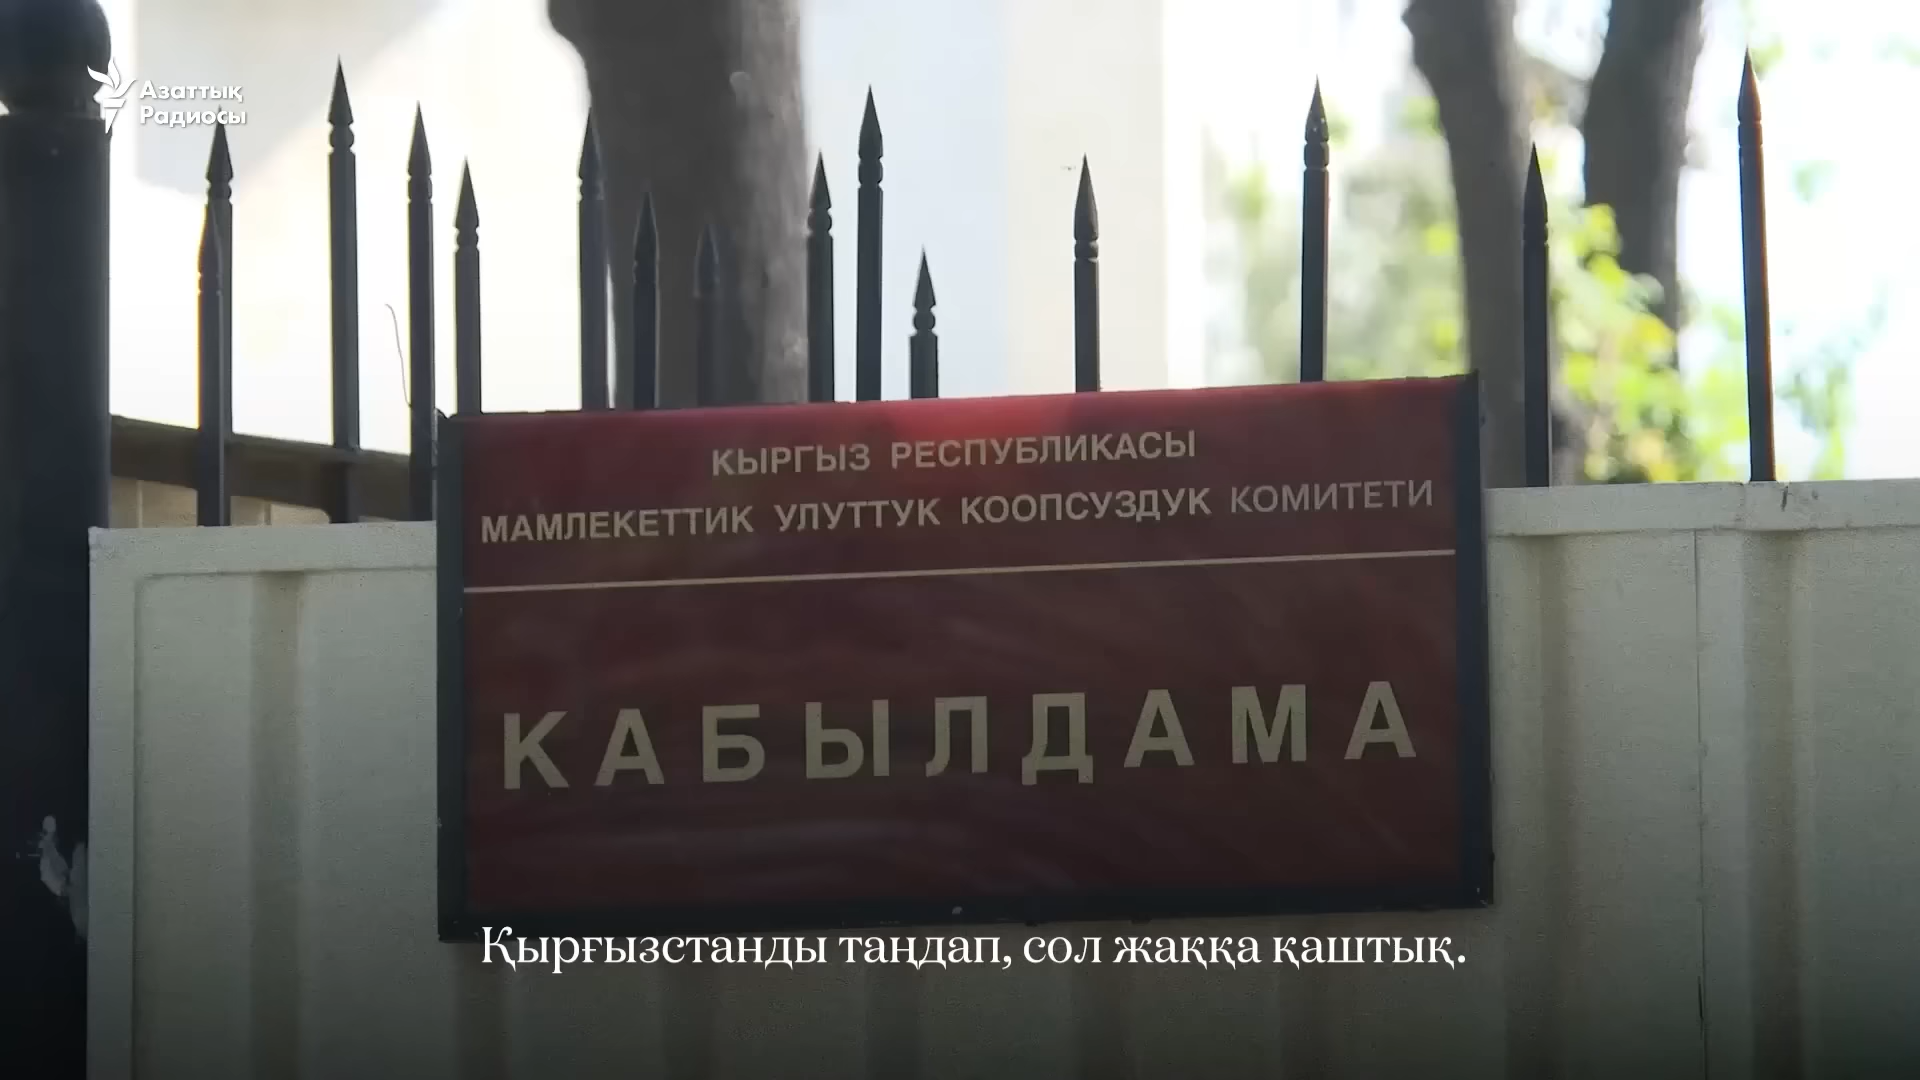 Азаттық
Радиосы
КЫРГЫЗ РЕСПУБЛИКАСЫ
МАМЛЕКЕТТИК УЛУТТУК КООПСУЗДУК КОМИТЕТИ
КАБЫЛДАМА
Қырғызстанды таңдап, сол жаққа қаштық.